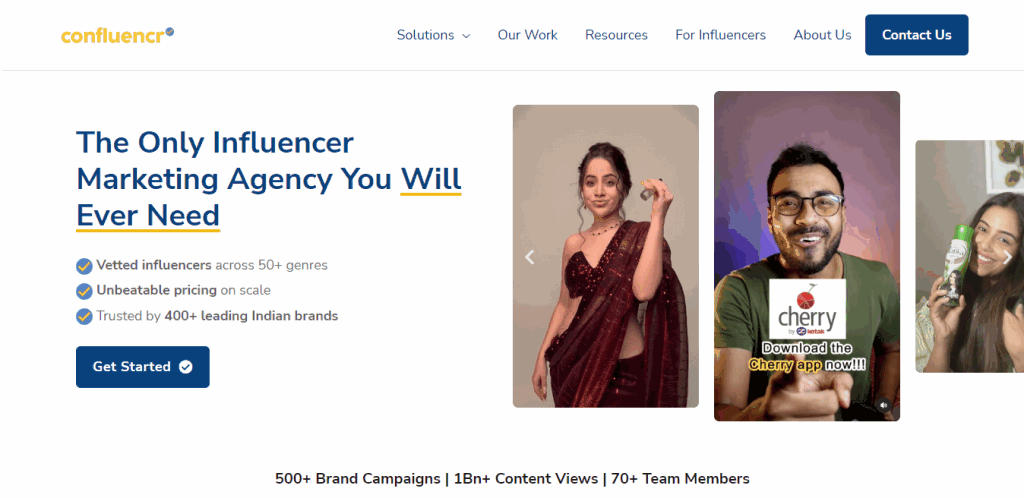 confluencr
Solutions
Our Work
Resources
For Influencers
About Us
Contact Us
The Only Influencer
Marketing Agency You Will
Ever Need
Vetted influencers across 50+ genres
Unbeatable pricing on scale
Trusted by 400+ leading Indian brands
Get Started
cherry
by kratak
Download the
Cherry app now!!!
500+ Brand Campaigns | 1Bn+ Content Views | 70+ Team Members